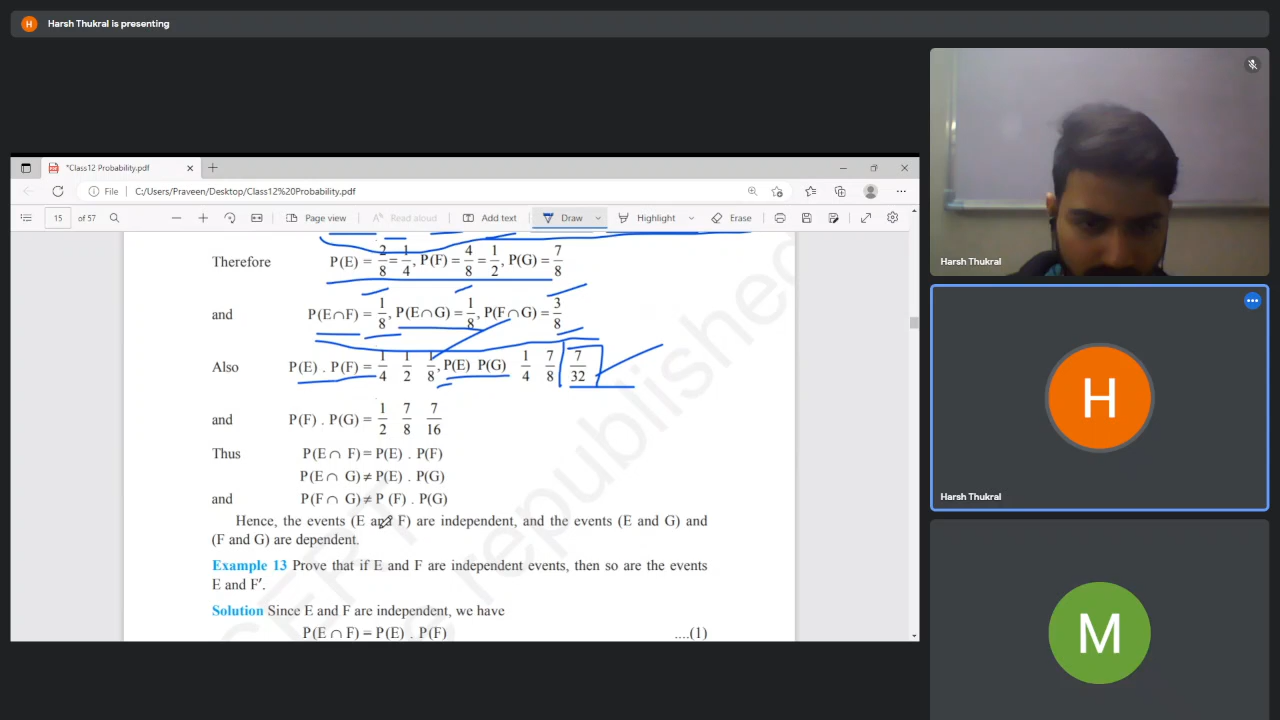 H Harsh Thukral is presenting
*Class12 Probability.pdf
File C:/Users/Praveen/Desktop/Class12%20Probability.pdf
15 of 57 Page view Read aloud Add text Draw Highlight Erase
Therefore P(E) = 2/8 = 1/4, P(F) = 4/8 = 1/2, P(G) = 7/8
and P(E∩F) = 1/8, P(E∩G) = 1/8, P(F∩G) = 3/8
Also P(E) . P(F) = 1/4 1/2 1/8, P(E) P(G) 1/4 7/8 7/32
and P(F) . P(G) = 1/2 7/8 7/16
Thus P(E ∩ F) = P(E) . P(F)
P(E ∩ G) ≠ P(E) . P(G)
and P(F ∩ G) ≠ P (F) . P(G)
Hence, the events (E and F) are independent, and the events (E and G) and
(F and G) are dependent.
Example 13 Prove that if E and F are independent events, then so are the events
E and F′.
Solution Since E and F are independent, we have
P(E ∩ F) = P(E) . P(F) ....(1)
republished
Harsh Thukral
H
Harsh Thukral
M